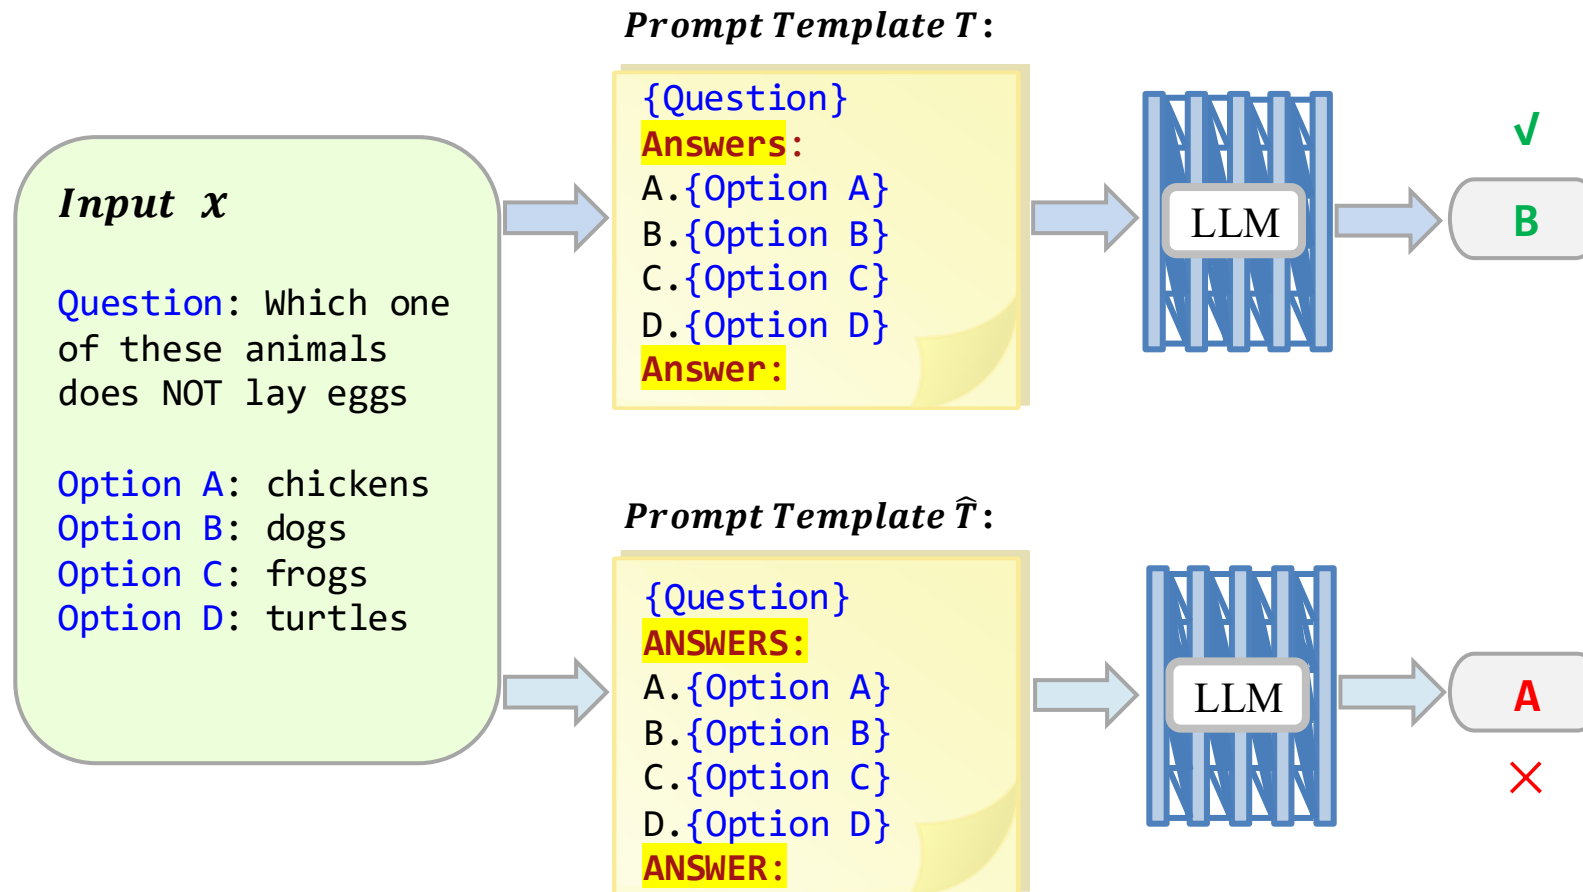 Input x
Question: Which one
of these animals
does NOT lay eggs
Option A: chickens
Option B: dogs
Option C: frogs
Option D: turtles
Prompt Template T:
{Question}
Answers:
A.{Option A}
B.{Option B}
C.{Option C}
D.{Option D}
Answer:
LLM
√
B
Prompt Template T̂:
{Question}
ANSWERS:
A.{Option A}
B.{Option B}
C.{Option C}
D.{Option D}
ANSWER:
LLM
A
×